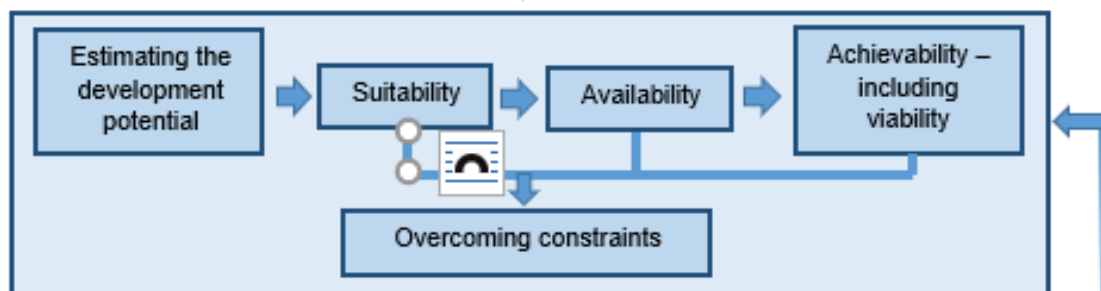 Estimating the
development
potential
Suitability
Availability
Achievability –
including
viability
Overcoming constraints